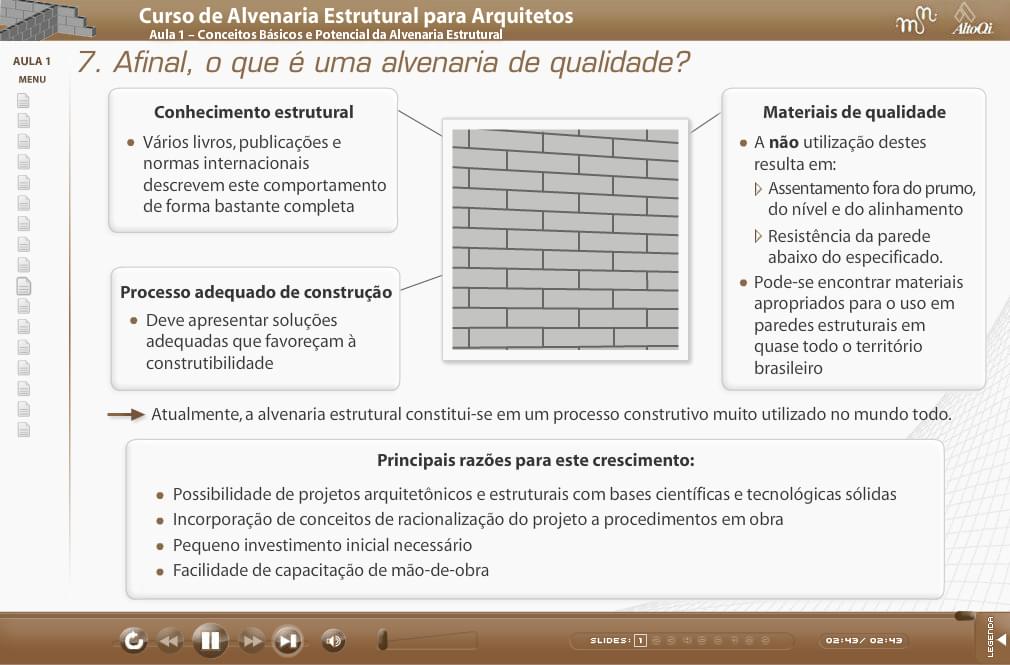 Curso de Alvenaria Estrutural para Arquitetos
Aula 1 – Conceitos Básicos e Potencial da Alvenaria Estrutural
AltoQi
AULA 1
MENU
7. Afinal, o que é uma alvenaria de qualidade?
Conhecimento estrutural
• Vários livros, publicações e
normas internacionais
descrevem este comportamento
de forma bastante completa
Processo adequado de construção
• Deve apresentar soluções
adequadas que favoreçam à
construtibilidade
Materiais de qualidade
• A não utilização destes
resulta em:
Assentamento fora do prumo,
do nível e do alinhamento
Resistência da parede
abaixo do especificado.
• Pode-se encontrar materiais
apropriados para o uso em
paredes estruturais em
quase todo o território
brasileiro
Atualmente, a alvenaria estrutural constitui-se em um processo construtivo muito utilizado no mundo todo.
Principais razões para este crescimento:
• Possibilidade de projetos arquitetônicos e estruturais com bases científicas e tecnológicas sólidas
• Incorporação de conceitos de racionalização do projeto a procedimentos em obra
• Pequeno investimento inicial necessário
• Facilidade de capacitação de mão-de-obra
SLIDES: 1
02:43/ 02:43
LEGENDA